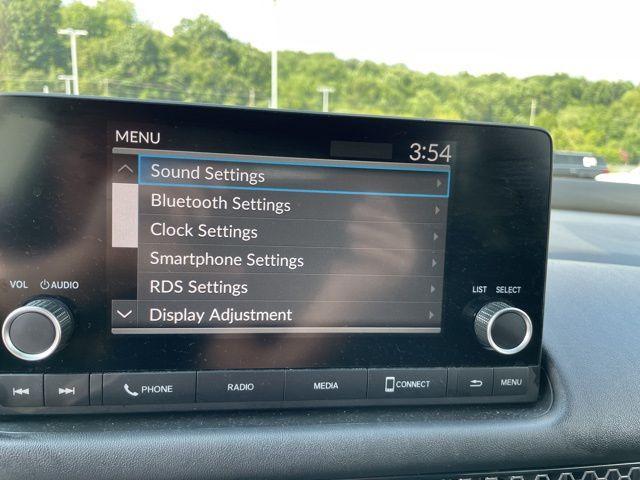 MENU 3:54
Sound Settings
Bluetooth Settings
Clock Settings
Smartphone Settings
RDS Settings
Display Adjustment
VOL AUDIO
LIST SELECT
PHONE RADIO MEDIA CONNECT MENU